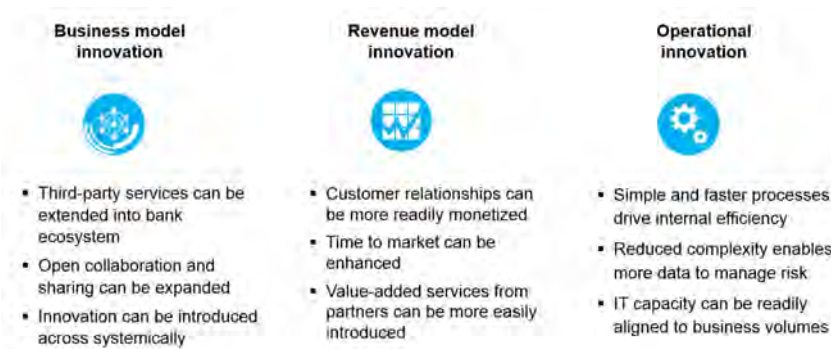 Business model
innovation
▪ Third-party services can be
extended into bank
ecosystem
▪ Open collaboration and
sharing can be expanded
▪ Innovation can be introduced
across systemically
Revenue model
innovation
▪ Customer relationships can
be more readily monetized
▪ Time to market can be
enhanced
▪ Value-added services from
partners can be more easily
introduced
Operational
innovation
▪ Simple and faster processes
drive internal efficiency
▪ Reduced complexity enables
more data to manage risk
▪ IT capacity can be readily
aligned to business volumes